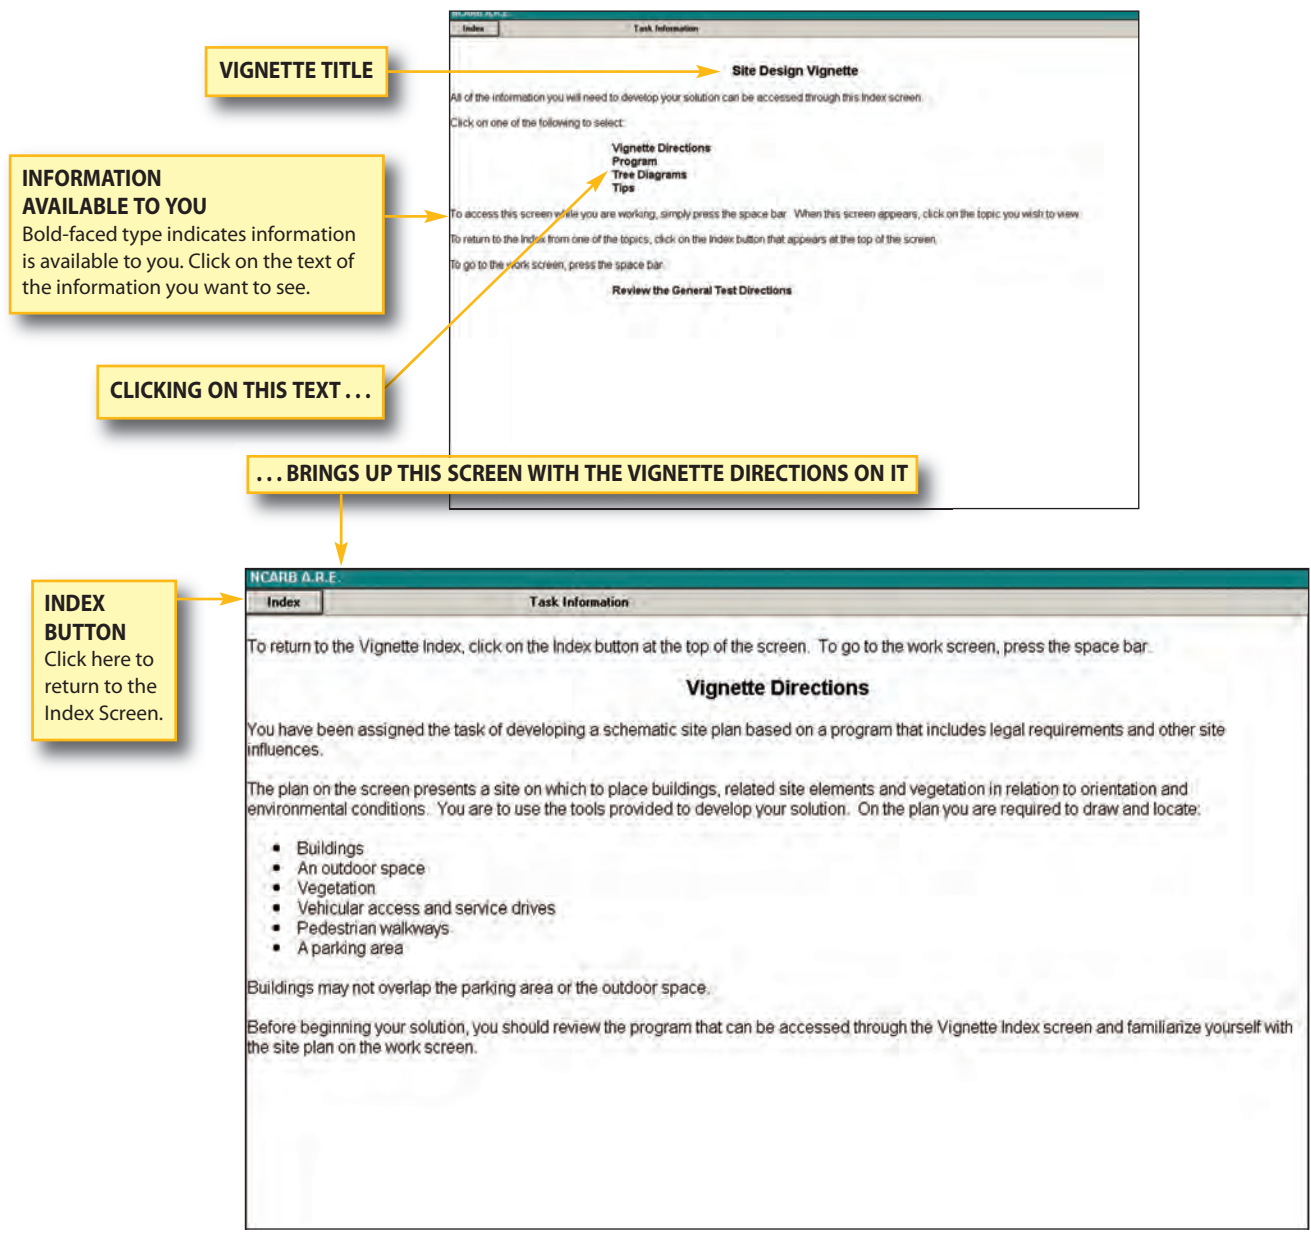 NCARB A.R.E.
Index
Task Information
VIGNETTE TITLE
Site Design Vignette
All of the information you will need to develop your solution can be accessed through this Index screen.
Click on one of the following to select:
Vignette Directions
Program
Tree Diagrams
Tips
INFORMATION
AVAILABLE TO YOU
Bold-faced type indicates information
is available to you. Click on the text of
the information you want to see.
To access this screen while you are working, simply press the space bar. When this screen appears, click on the topic you wish to view.
To return to the Index from one of the topics, click on the Index button that appears at the top of the screen.
To go to the work screen, press the space bar.
Review the General Test Directions
CLICKING ON THIS TEXT . . .
. . . BRINGS UP THIS SCREEN WITH THE VIGNETTE DIRECTIONS ON IT
INDEX
BUTTON
Click here to
return to the
Index Screen.
NCARB A.R.E.
Index
Task Information
To return to the Vignette Index, click on the Index button at the top of the screen. To go to the work screen, press the space bar.
Vignette Directions
You have been assigned the task of developing a schematic site plan based on a program that includes legal requirements and other site
influences.
The plan on the screen presents a site on which to place buildings, related site elements and vegetation in relation to orientation and
environmental conditions. You are to use the tools provided to develop your solution. On the plan you are required to draw and locate:
• Buildings
• An outdoor space
• Vegetation
• Vehicular access and service drives
• Pedestrian walkways
• A parking area
Buildings may not overlap the parking area or the outdoor space.
Before beginning your solution, you should review the program that can be accessed through the Vignette Index screen and familiarize yourself with
the site plan on the work screen.